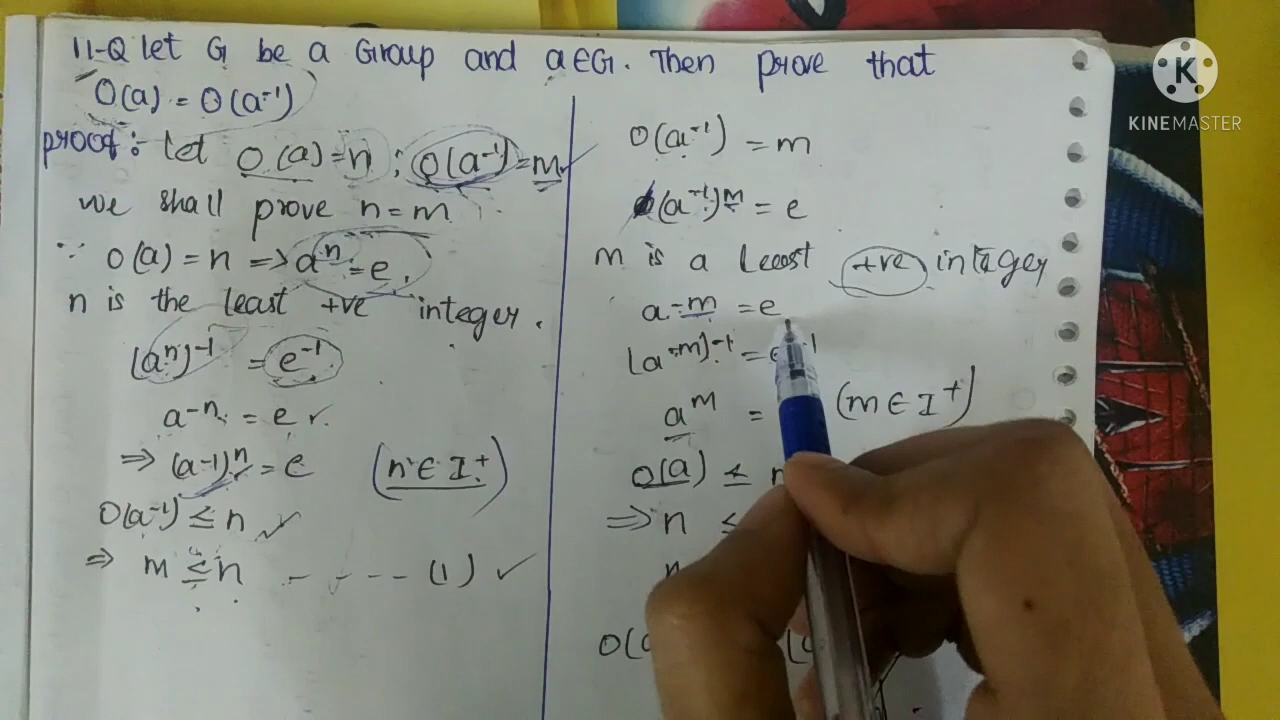 11-Q let G be a Group and a∈G. Then prove that
O(a) = O(a⁻¹)
proof:- let O(a)=n ; O(a⁻¹)=m
we shall prove n=m
∵ O(a)=n => aⁿ=e.
n is the least +ve integer.
(aⁿ)⁻¹ = e⁻¹
a⁻ⁿ = e
=> (a-1)ⁿ = e (n∈I⁺)
O(a⁻¹) ≤ n ✓
=> m ≤ n - - - - (1) ✓
O(a⁻¹) = m
(a⁻¹)ᵐ = e
m is a least +ve integer
a⁻ᵐ = e
(a⁻ᵐ)⁻¹ =
aᵐ = (m∈I⁺)
O(a) ≤
=> n ≤
K
KINEMASTER